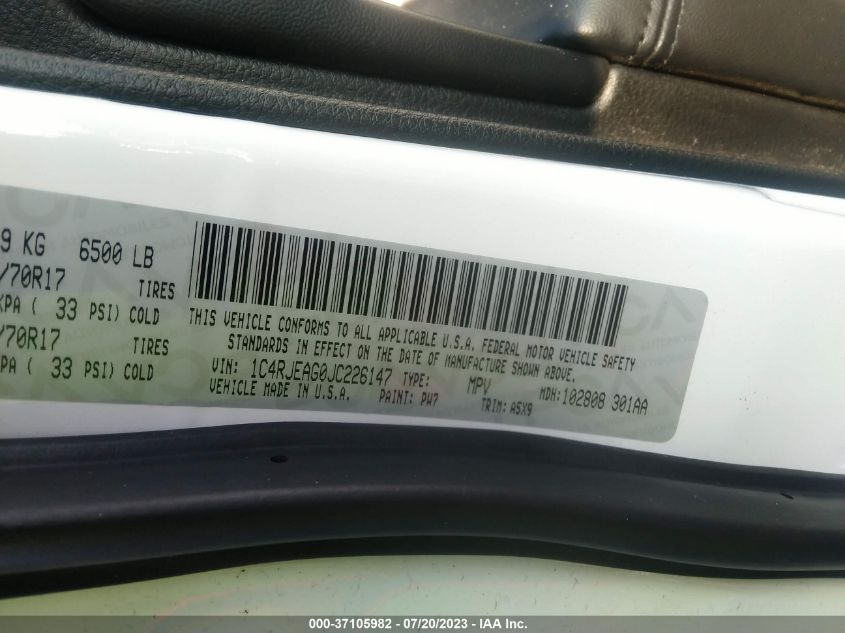 9 KG 6500 LB
/70R17 TIRES
KPA ( 33 PSI) COLD
/70R17 TIRES
KPA ( 33 PSI) COLD
THIS VEHICLE CONFORMS TO ALL APPLICABLE U.S.A. FEDERAL MOTOR VEHICLE SAFETY
STANDARDS IN EFFECT ON THE DATE OF MANUFACTURE SHOWN ABOVE.
VIN: 1C4RJEAG0JC226147 TYPE: MPV MDH:102808 301AA
VEHICLE MADE IN U.S.A. PAINT: PW7 TRIM: A5X9
000-37105982 - 07/20/2023 - IAA Inc.